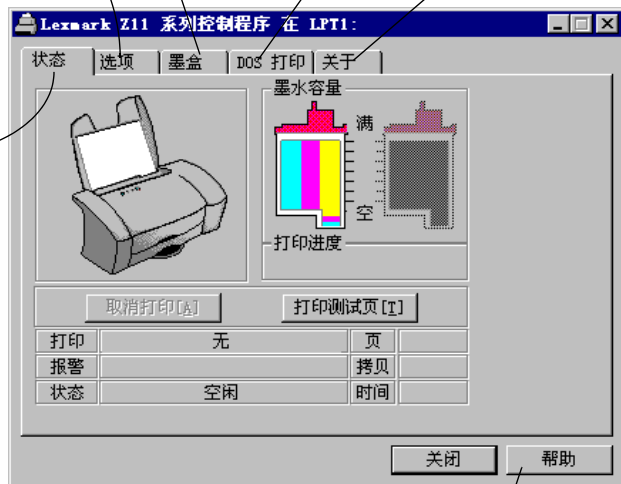 Lexmark Z11 系列控制程序 在 LPT1:
状态 选项 墨盒 DOS 打印 关于
墨水容量
满
空
打印进度
取消打印[A] 打印测试页[T]
打印 无 页
报警 拷贝
状态 空闲 时间
关闭 帮助